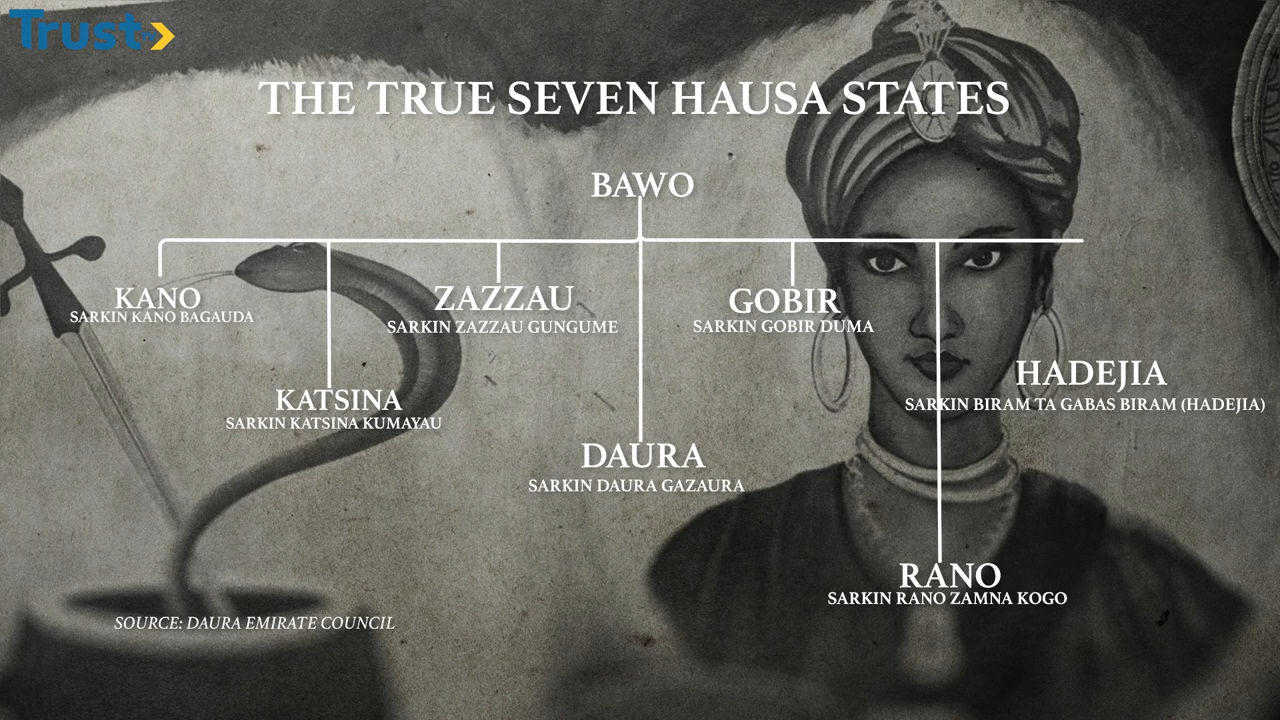 Trust
THE TRUE SEVEN HAUSA STATES
BAWO
KANO
SARKIN KANO BAGAUDA
ZAZZAU
SARKIN ZAZZAU GUNGUME
GOBIR
SARKIN GOBIR DUMA
HADEJIA
SARKIN BIRAM TA GABAS BIRAM (HADEJIA)
KATSINA
SARKIN KATSINA KUMAYAU
DAURA
SARKIN DAURA GAZAURA
RANO
SARKIN RANO ZAMNA KOGO
SOURCE: DAURA EMIRATE COUNCIL